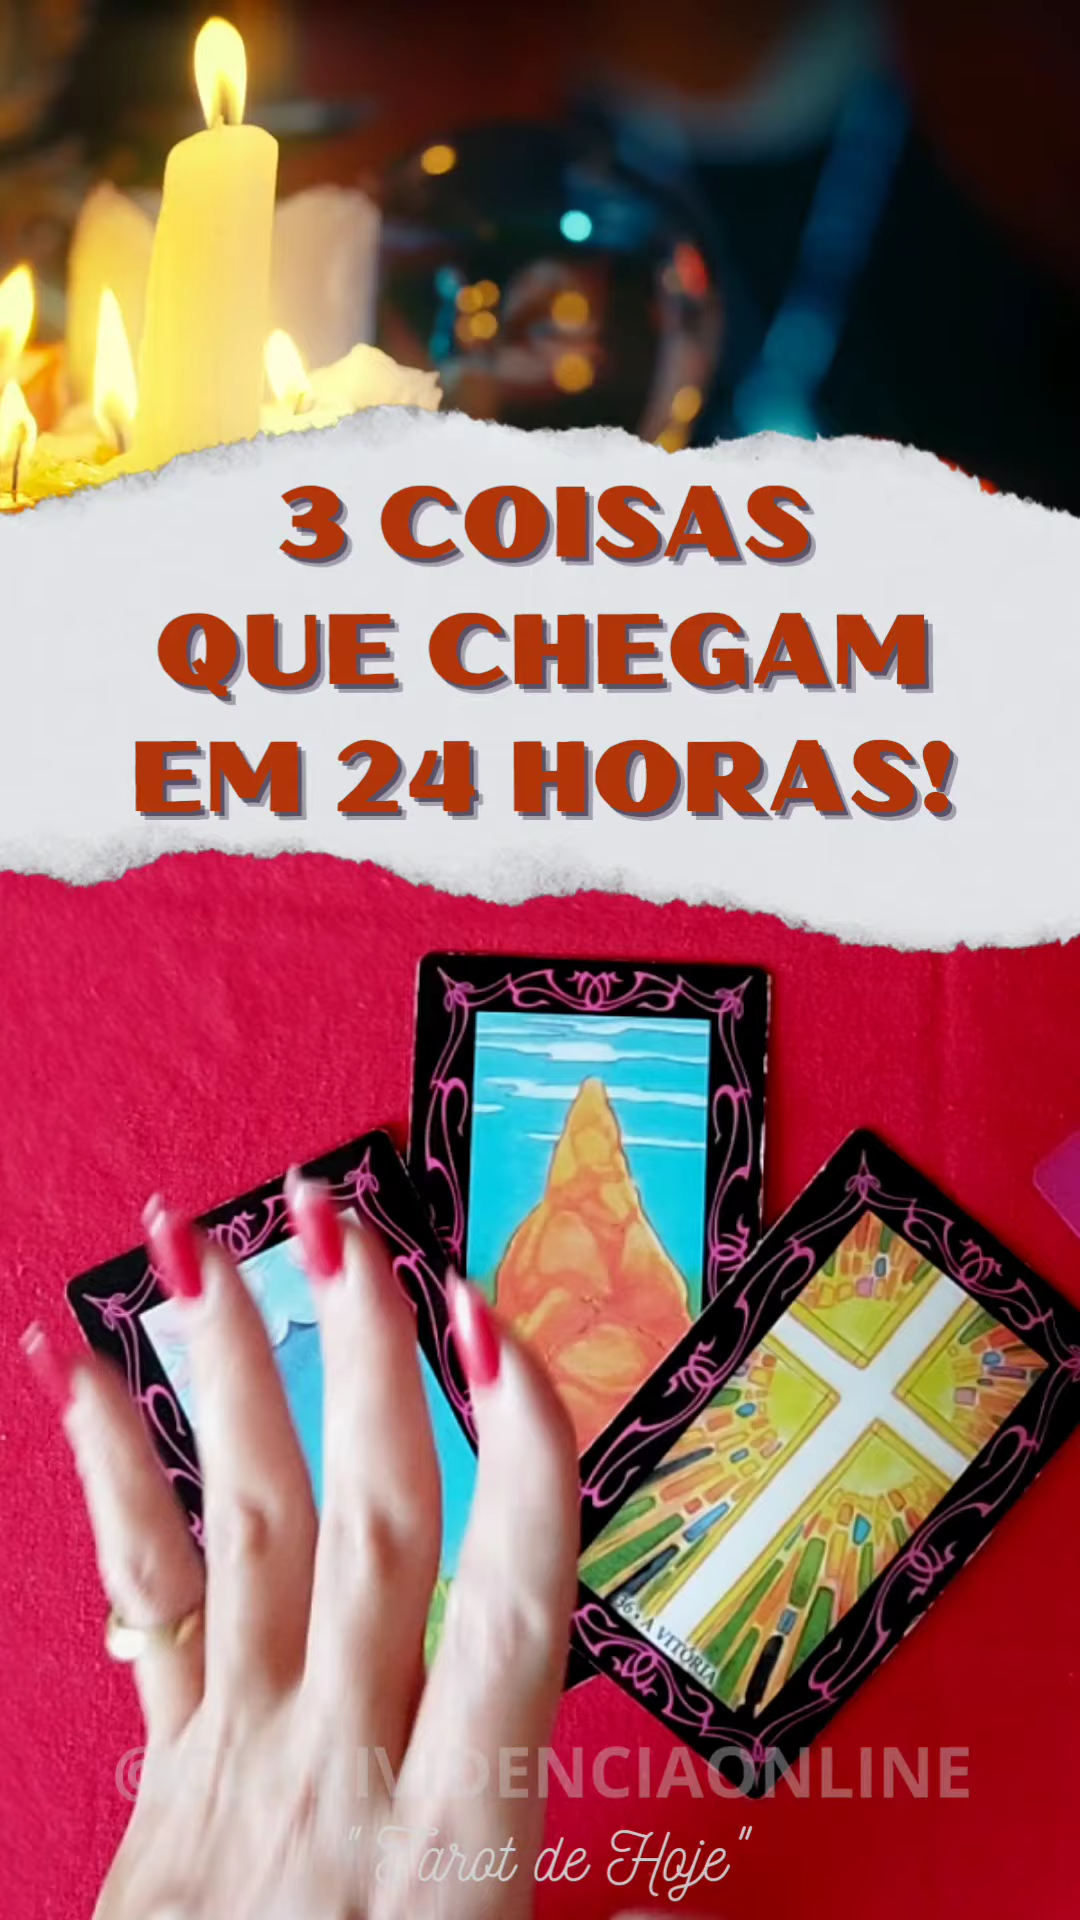 3 COISAS
QUE CHEGAM
EM 24 HORAS!
36 • A VITÓRIA
"Tarot de Hoje"